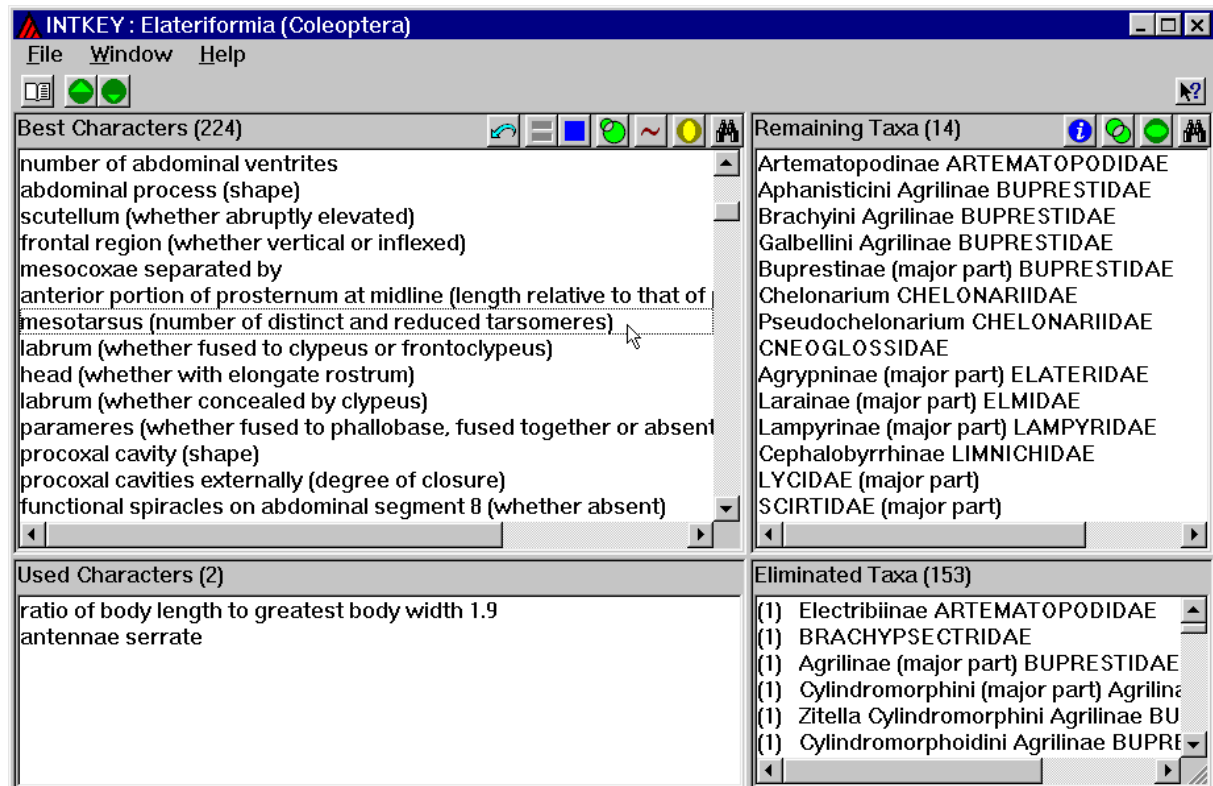 INTKEY : Elateriformia (Coleoptera)
File Window Help
Best Characters (224)
number of abdominal ventrites
abdominal process (shape)
scutellum (whether abruptly elevated)
frontal region (whether vertical or inflexed)
mesocoxae separated by
anterior portion of prosternum at midline (length relative to that of
mesotarsus (number of distinct and reduced tarsomeres)
labrum (whether fused to clypeus or frontoclypeus)
head (whether with elongate rostrum)
labrum (whether concealed by clypeus)
parameres (whether fused to phallobase, fused together or absent
procoxal cavity (shape)
procoxal cavities externally (degree of closure)
functional spiracles on abdominal segment 8 (whether absent)
Remaining Taxa (14)
Artematopodinae ARTEMATOPODIDAE
Aphanisticini Agrilinae BUPRESTIDAE
Brachyini Agrilinae BUPRESTIDAE
Galbellini Agrilinae BUPRESTIDAE
Buprestinae (major part) BUPRESTIDAE
Chelonarium CHELONARIIDAE
Pseudochelonarium CHELONARIIDAE
CNEOGLOSSIDAE
Agrypninae (major part) ELATERIDAE
Larainae (major part) ELMIDAE
Lampyrinae (major part) LAMPYRIDAE
Cephalobyrrhinae LIMNICHIDAE
LYCIDAE (major part)
SCIRTIDAE (major part)
Used Characters (2)
ratio of body length to greatest body width 1.9
antennae serrate
Eliminated Taxa (153)
(1) Electribiinae ARTEMATOPODIDAE
(1) BRACHYPSECTRIDAE
(1) Agrilinae (major part) BUPRESTIDAE
(1) Cylindromorphini (major part) Agrilina
(1) Zitella Cylindromorphini Agrilinae BU
(1) Cylindromorphoidini Agrilinae BUPRE